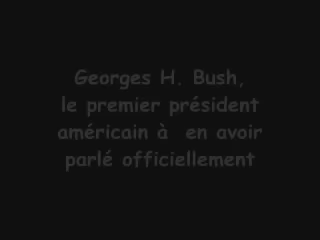 Georges H. Bush,
le premier président
américain à  en avoir
parlé officiellement